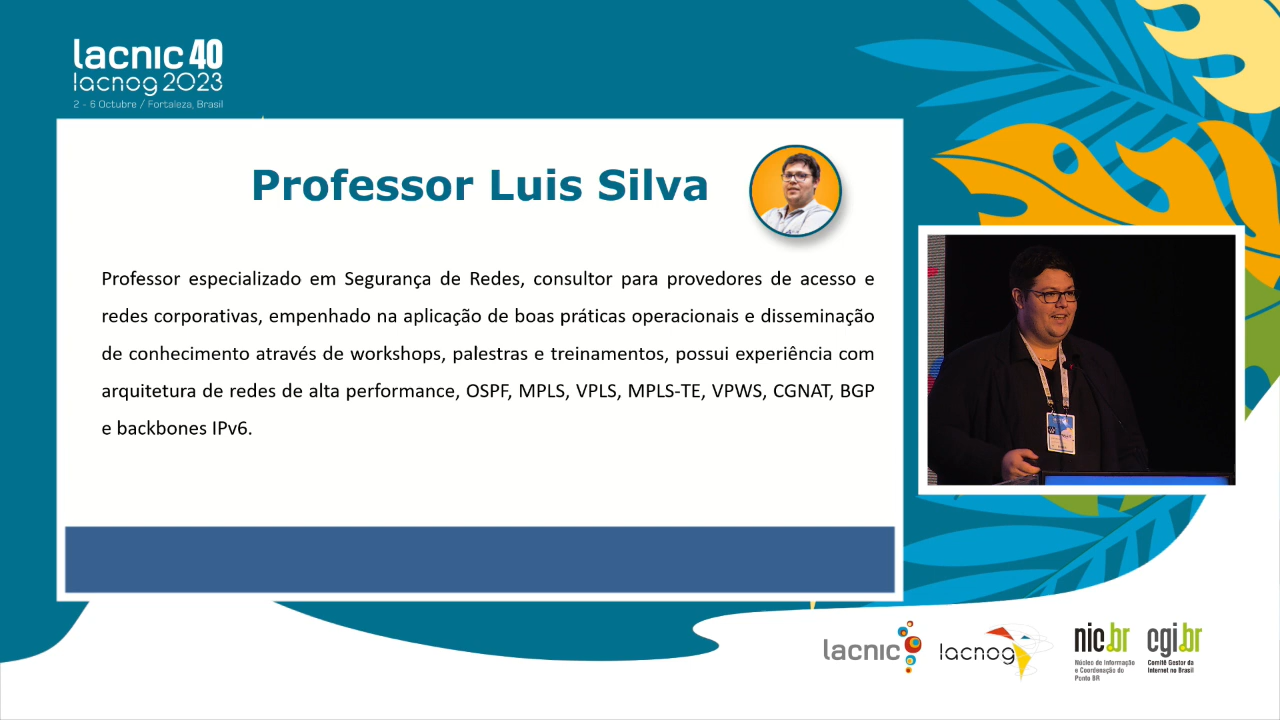 lacnic 40
lacnog 2023
2 - 6 Octubre / Fortaleza, Brasil
Professor Luis Silva
Professor especializado em Segurança de Redes, consultor para provedores de acesso e
redes corporativas, empenhado na aplicação de boas práticas operacionais e disseminação
de conhecimento através de workshops, palestras e treinamentos, possui experiência com
arquitetura de redes de alta performance, OSPF, MPLS, VPLS, MPLS-TE, VPWS, CGNAT, BGP
e backbones IPv6.
lacnic
lacnog
nic.br
Núcleo de Informação
e Coordenação do
Ponto BR
cgi.br
Comitê Gestor da
Internet no Brasil